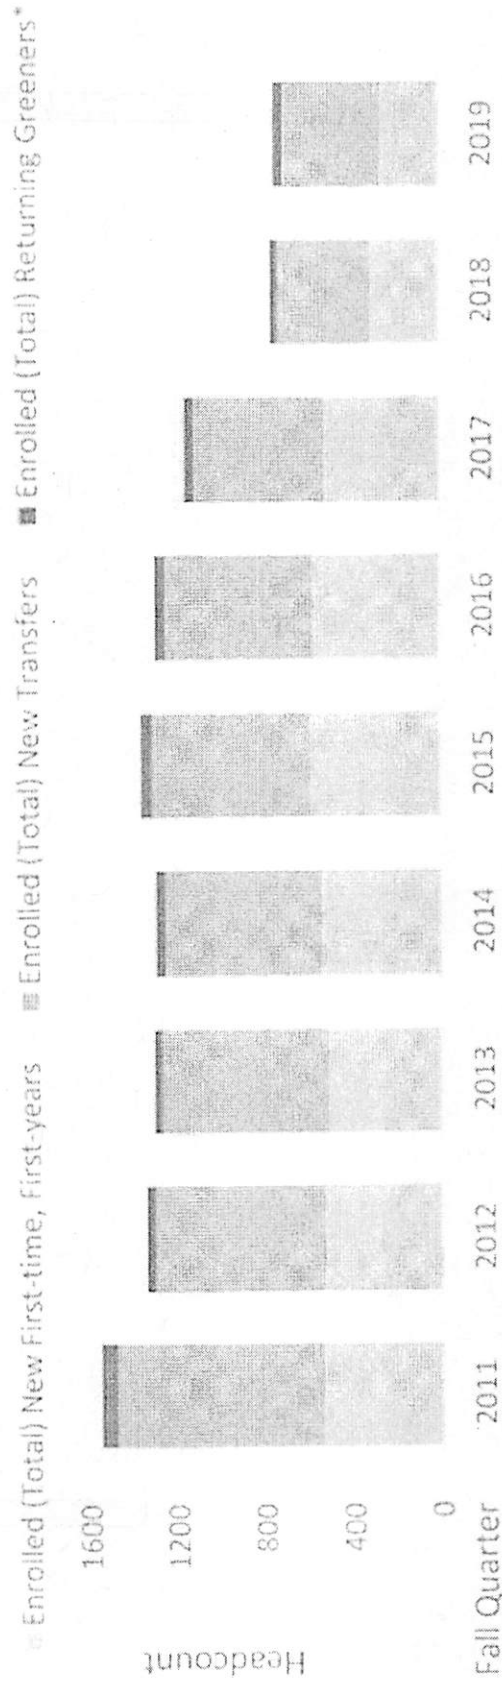 Enrolled (Total) New First-time, First-years Enrolled (Total) New Transfers Enrolled (Total) Returning Greeners*
Headcount
1600
1200
800
400
0
Fall Quarter 2011 2012 2013 2014 2015 2016 2017 2018 2019